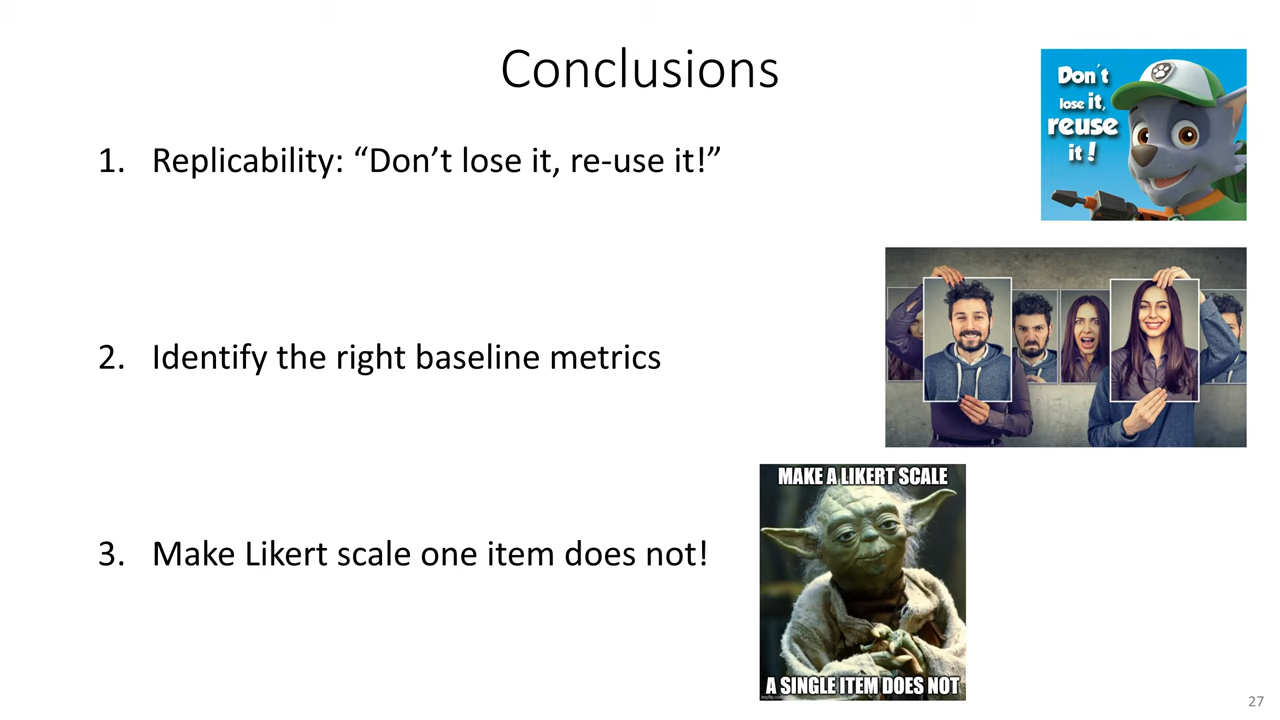 Conclusions
1. Replicability: “Don’t lose it, re-use it!”
Don't
lose it,
reuse
it!
2. Identify the right baseline metrics
3. Make Likert scale one item does not!
MAKE A LIKERT SCALE
A SINGLE ITEM DOES NOT
27